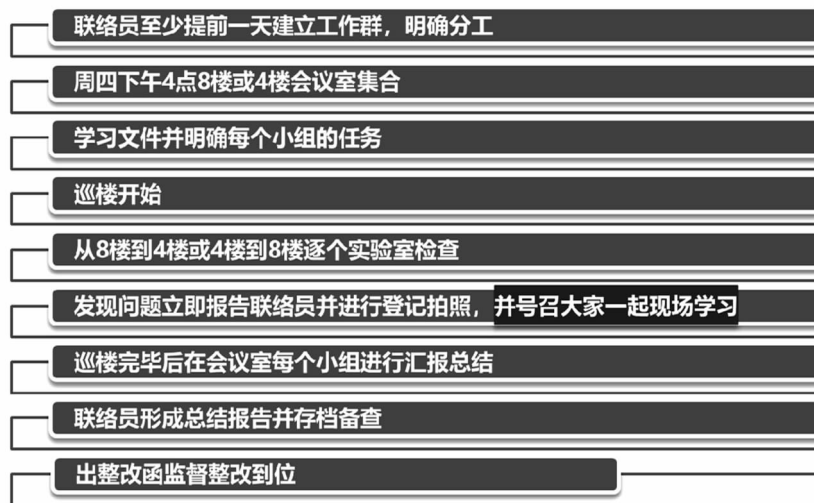 联络员至少提前一天建立工作群，明确分工
周四下午4点8楼或4楼会议室集合
学习文件并明确每个小组的任务
巡楼开始
从8楼到4楼或4楼到8楼逐个实验室检查
发现问题立即报告联络员并进行登记拍照，并号召大家一起现场学习
巡楼完毕后在会议室每个小组进行汇报总结
联络员形成总结报告并存档备查
出整改函监督整改到位